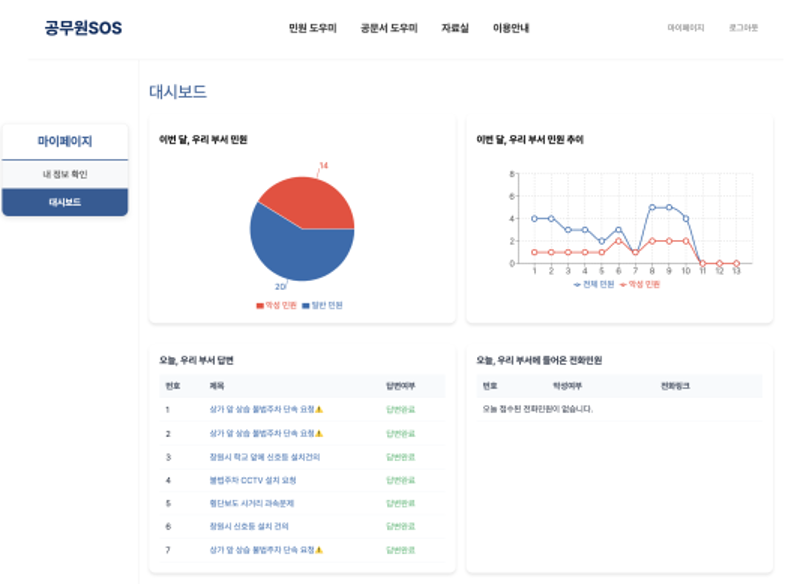 공무원SOS
민원 도우미 공문서 도우미 자료실 이용안내
마이페이지 로그아웃
마이페이지
내 정보 확인
대시보드
대시보드
이번 달, 우리 부서 민원
14
20
악성 민원 일반 민원
이번 달, 우리 부서 민원 추이
8
6
4
2
0
1 2 3 4 5 6 7 8 9 10 11 12 13
전체 민원 악성 민원
오늘, 우리 부서 답변
번호 제목 답변여부
1 상가 앞 상습 불법주차 단속 요청⚠️ 답변완료
2 상가 앞 상습 불법주차 단속 요청⚠️ 답변완료
3 창원시 학교 앞에 신호등 설치건의 답변완료
4 불법주차 CCTV 설치 요청 답변완료
5 횡단보도 사거리 과속문제 답변완료
6 창원시 신호등 설치 건의 답변완료
7 상가 앞 상습 불법주차 단속 요청⚠️ 답변완료
오늘, 우리 부서에 들어온 전화민원
번호 악성여부 전화링크
오늘 접수된 전화민원이 없습니다.